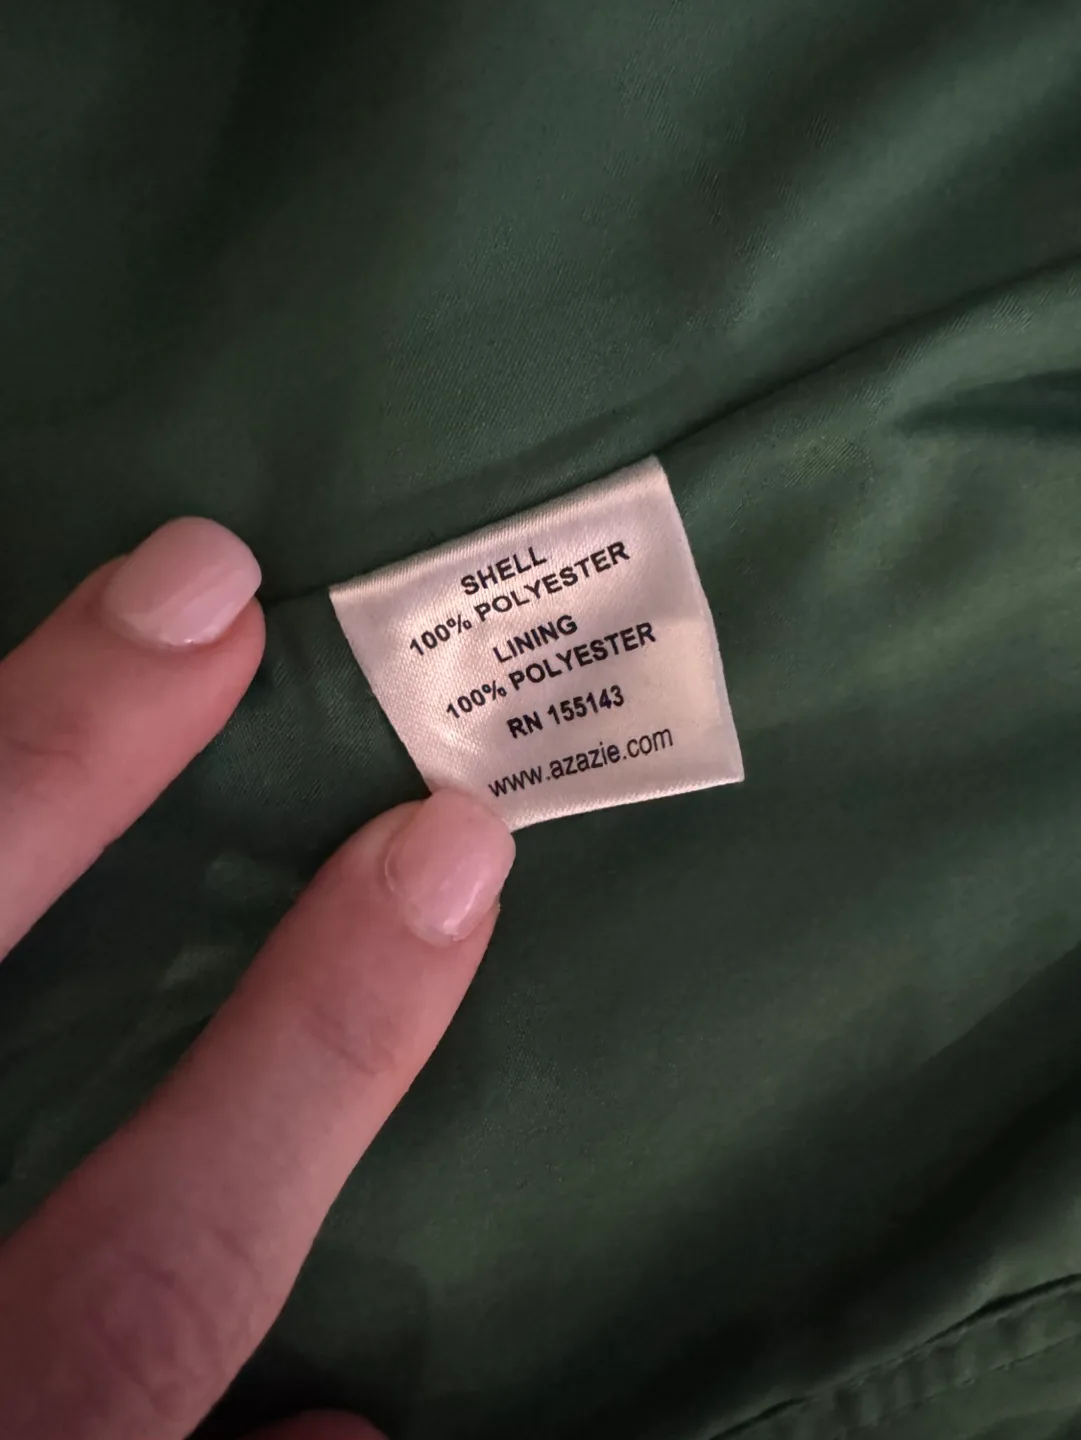 SHELL
100% POLYESTER
LINING
100% POLYESTER
RN 155143
www.azazie.com